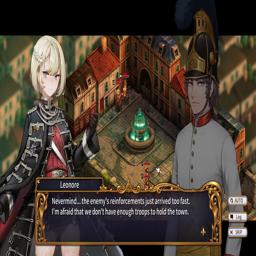 Leonore
Nevermind... the enemy's reinforcements just arrived too fast.
I'm afraid that we don't have enough troops to hold the town.
AUTO
Log
SKIP